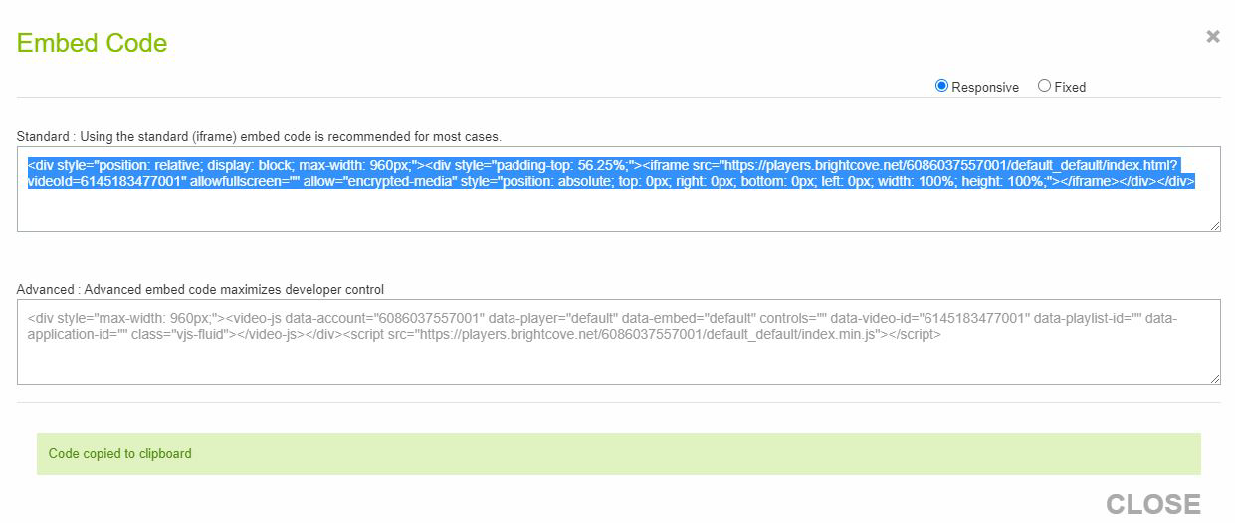 Embed Code
×
Responsive Fixed
Standard : Using the standard (iframe) embed code is recommended for most cases.
<div style="position: relative; display: block; max-width: 960px;"><div style="padding-top: 56.25%;"><iframe src="https://players.brightcove.net/6086037557001/default_default/index.html?
videoId=6145183477001" allowfullscreen="" allow="encrypted-media" style="position: absolute; top: 0px; right: 0px; bottom: 0px; left: 0px; width: 100%; height: 100%;"></iframe></div></div>
Advanced : Advanced embed code maximizes developer control
<div style="max-width: 960px;"><video-js data-account="6086037557001" data-player="default" data-embed="default" controls="" data-video-id="6145183477001" data-playlist-id="" data-
application-id="" class="vjs-fluid"></video-js></div><script src="https://players.brightcove.net/6086037557001/default_default/index.min.js"></script>
Code copied to clipboard
CLOSE